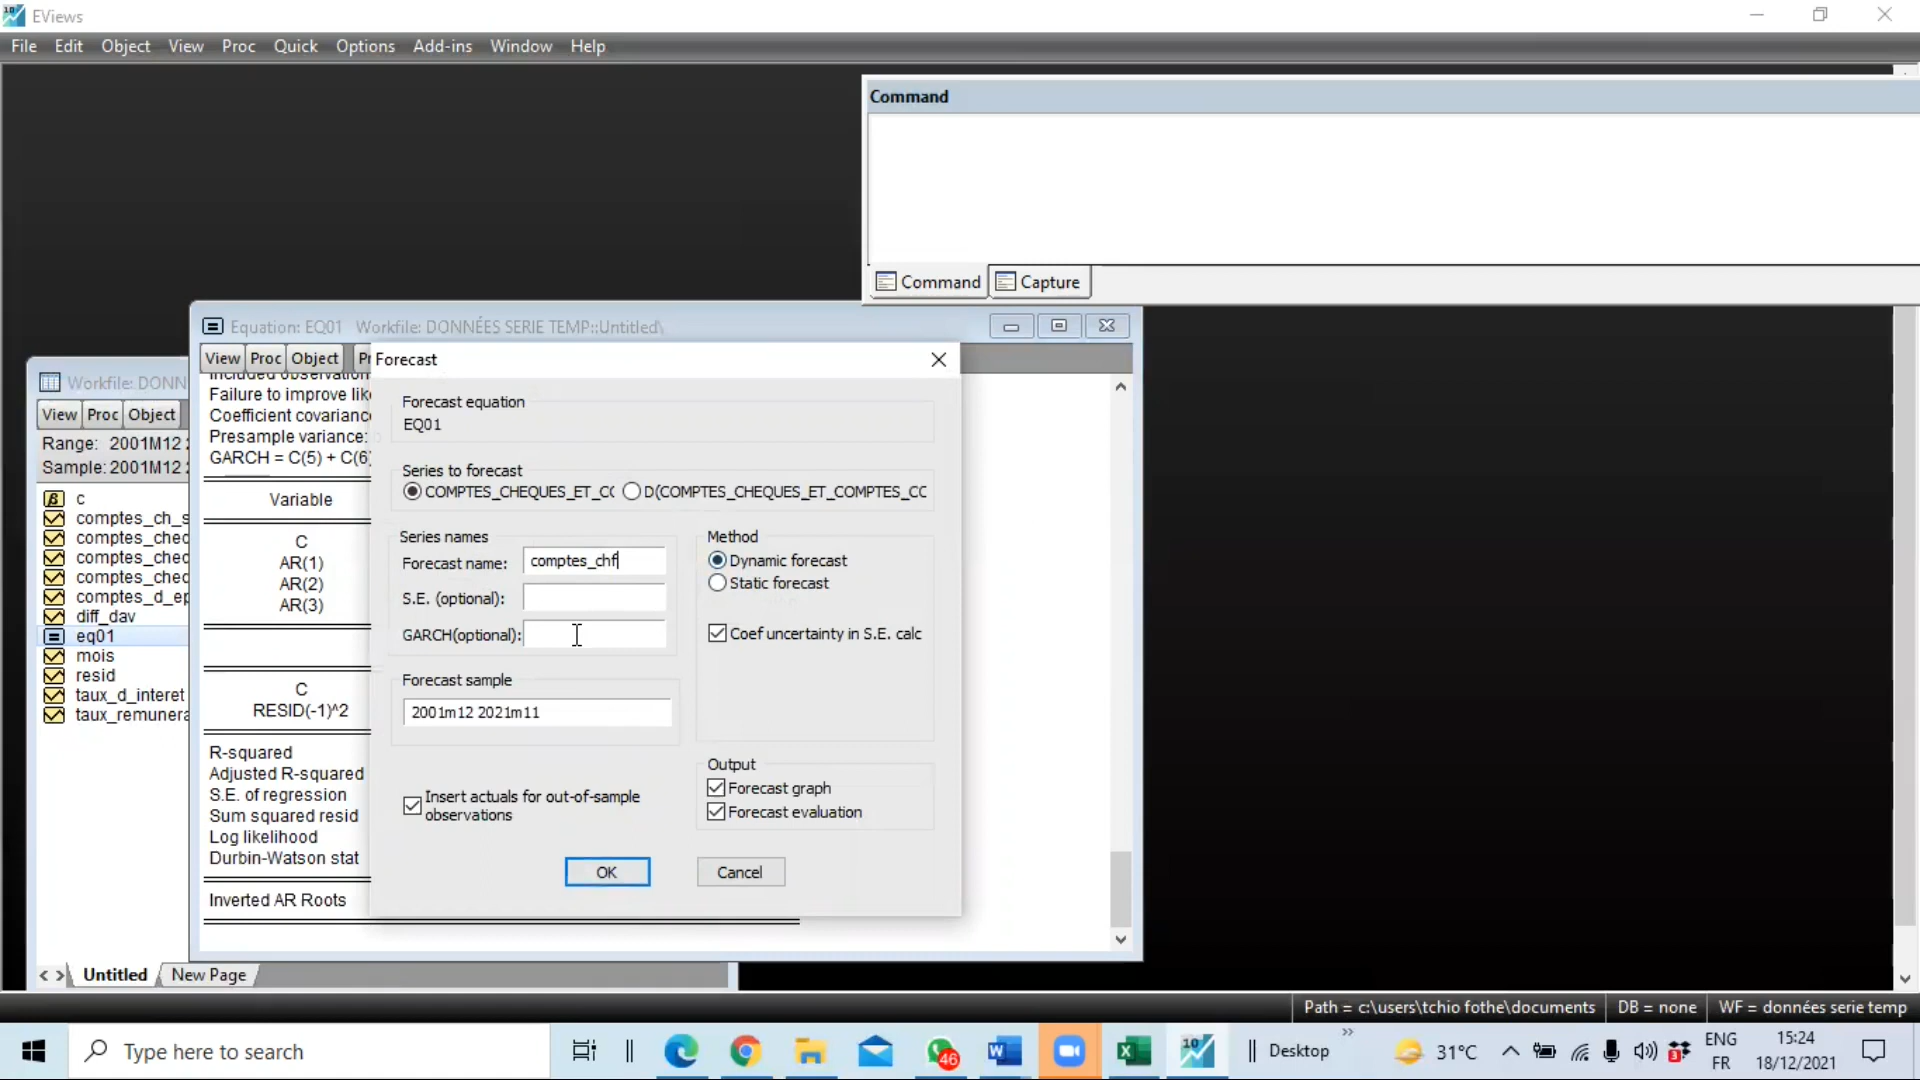 EViews
File Edit Object View Proc Quick Options Add-ins Window Help
Command
Command Capture
Equation: EQ01 Workfile: DONNÉES SERIE TEMP::Untitled\
View Proc Object
Forecast
Failure to improve
Coefficient covariance
Presample variance:
GARCH = C(5) + C(6)
Variable
C
AR(1)
AR(2)
AR(3)
C
RESID(-1)^2
R-squared
Adjusted R-squared
S.E. of regression
Sum squared resid
Log likelihood
Durbin-Watson stat
Inverted AR Roots
Workfile: DONN
View Proc Object
Range: 2001M12
Sample: 2001M12
c
comptes_ch_s
comptes_chec
comptes_chec
comptes_chec
comptes_d_ep
diff_dav
eq01
mois
resid
taux_d_interet
taux_remunera
Untitled New Page
Forecast equation
EQ01
Series to forecast
COMPTES_CHEQUES_ET_CC D(COMPTES_CHEQUES_ET_COMPTES_CC
Series names
Forecast name: comptes_chf
S.E. (optional):
GARCH(optional):
Method
Dynamic forecast
Static forecast
Coef uncertainty in S.E. calc
Forecast sample
2001m12 2021m11
Insert actuals for out-of-sample
observations
Output
Forecast graph
Forecast evaluation
OK Cancel
Path = c:\users\tchio fothe\documents DB = none WF = données serie temp
Type here to search
46
10
Desktop
31°C
3
ENG
FR
15:24
18/12/2021